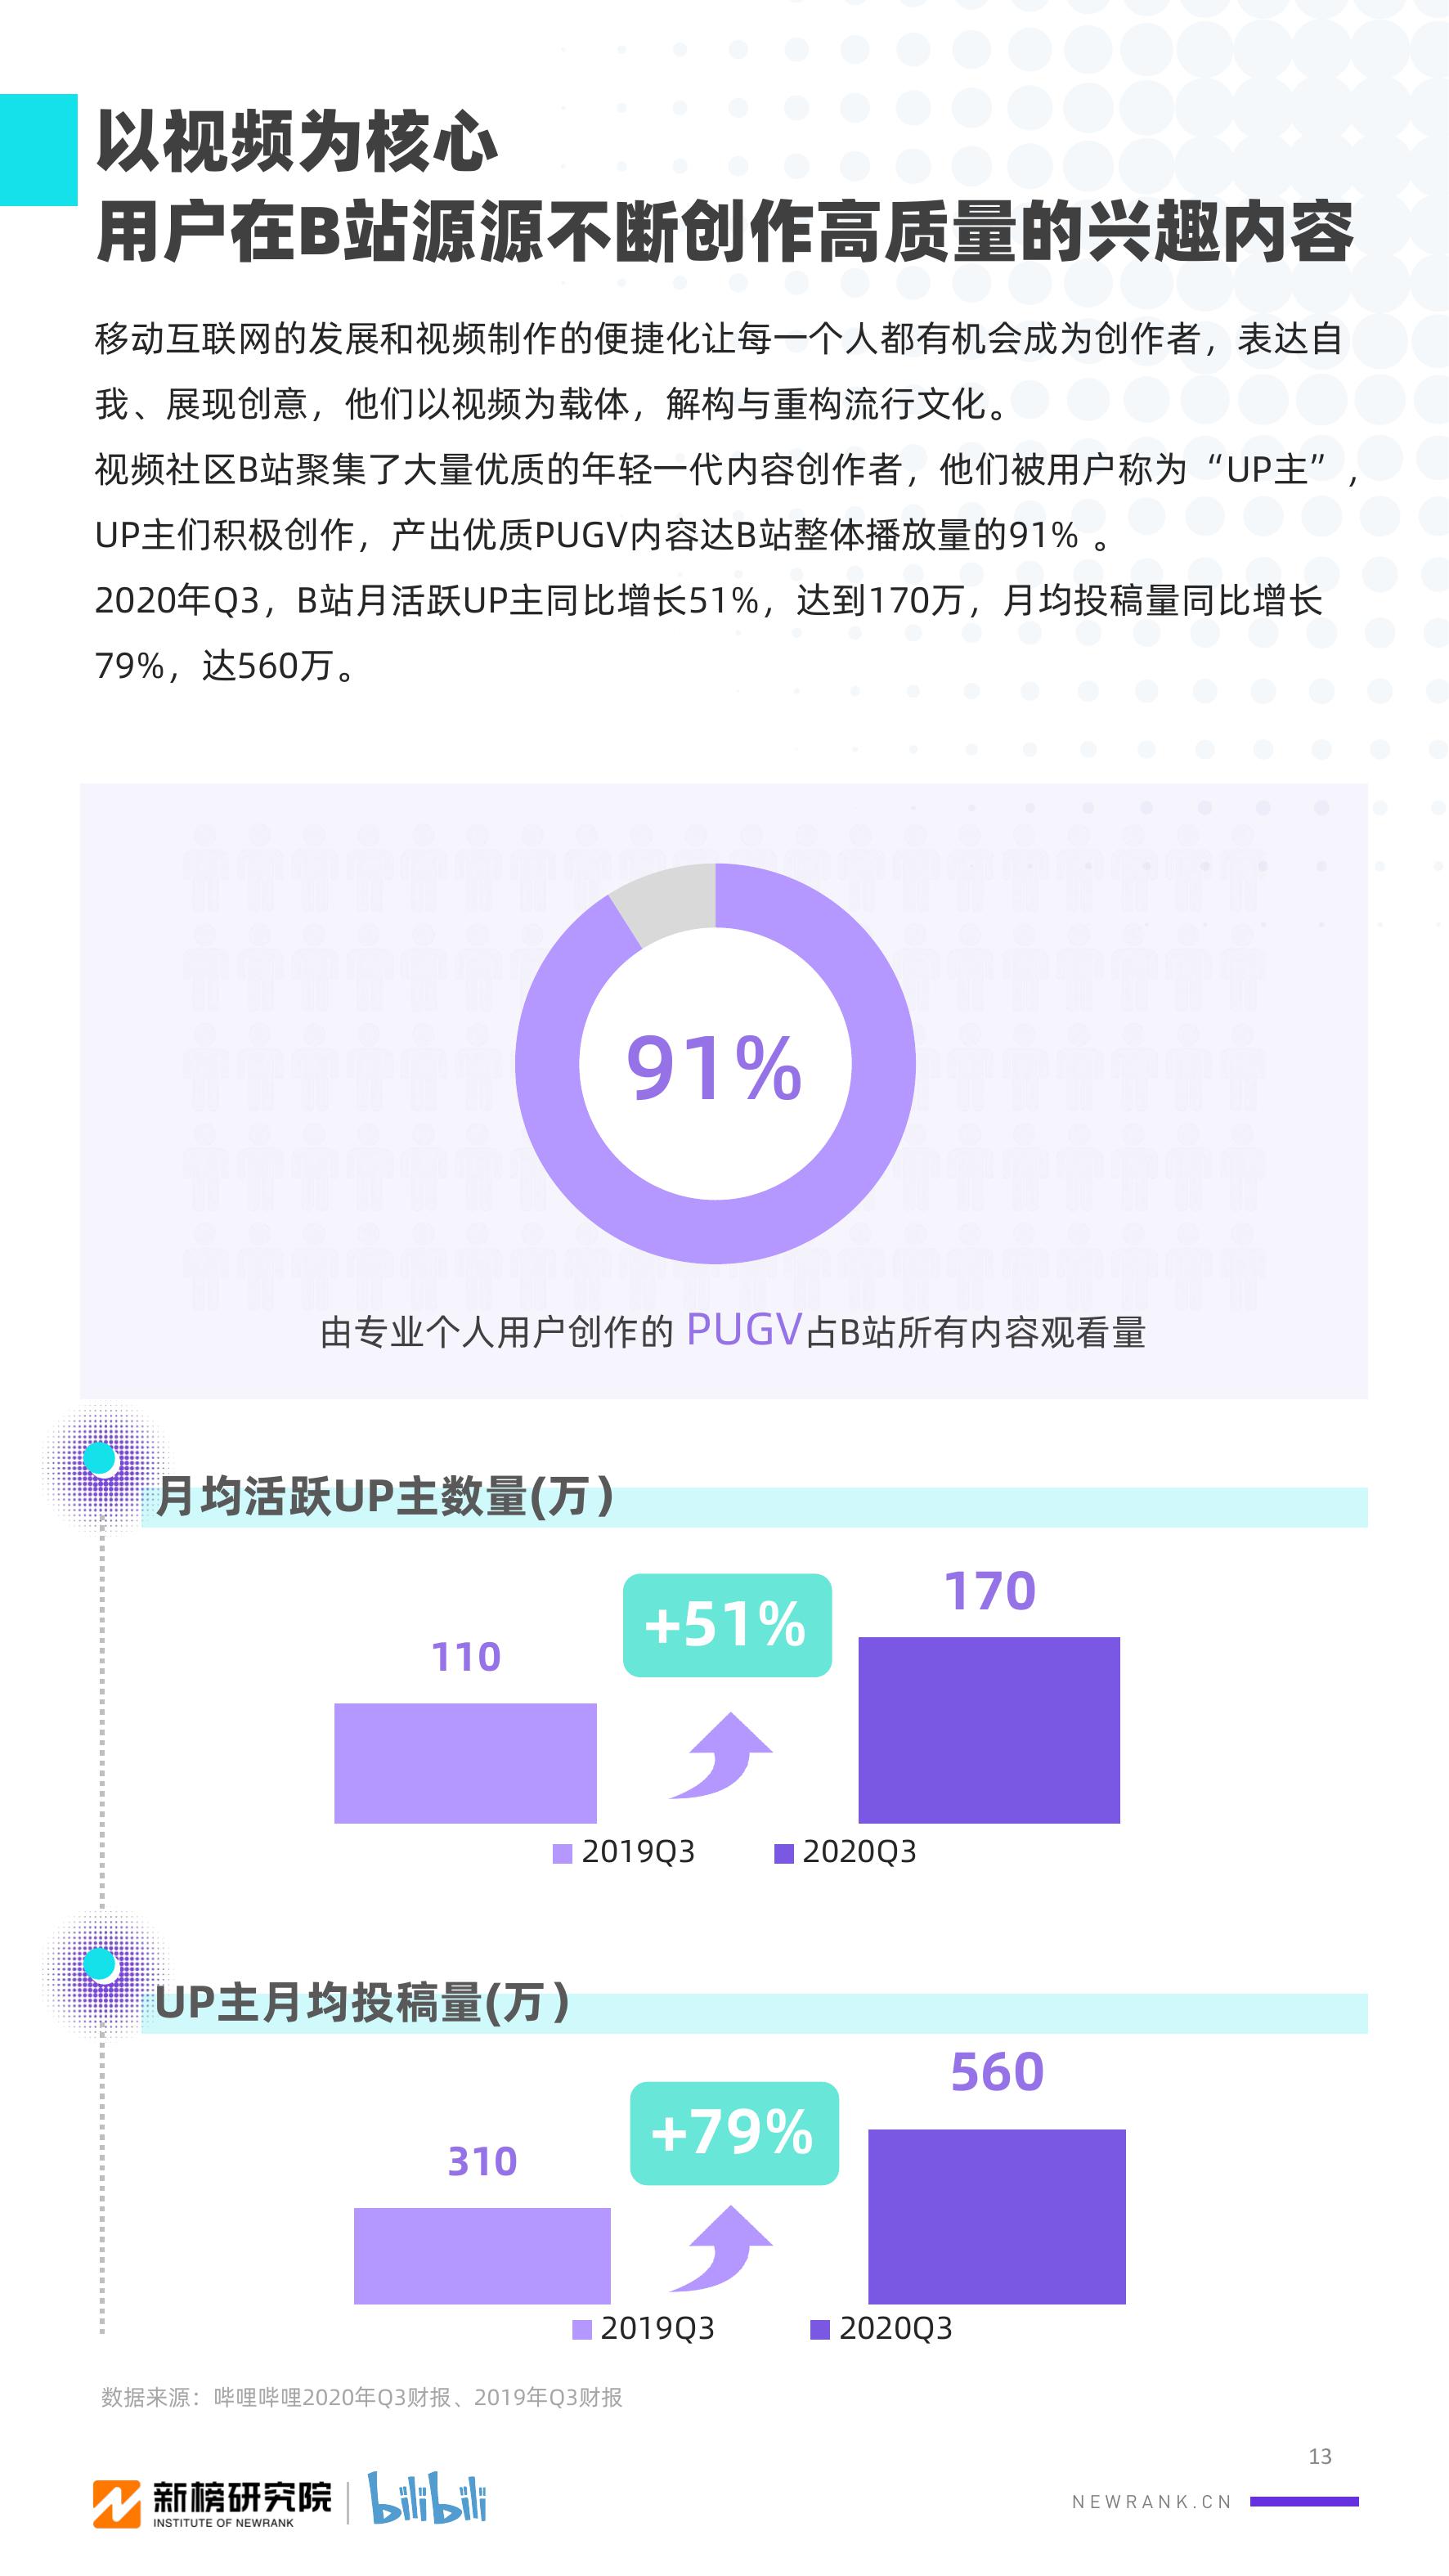 以视频为核心
用户在B站源源不断创作高质量的兴趣内容
移动互联网的发展和视频制作的便捷化让每一个人都有机会成为创作者，表达自
我、展现创意，他们以视频为载体，解构与重构流行文化。
视频社区B站聚集了大量优质的年轻一代内容创作者，他们被用户称为“UP主”，
UP主们积极创作，产出优质PUGV内容达B站整体播放量的91% 。
2020年Q3，B站月活跃UP主同比增长51%，达到170万，月均投稿量同比增长
79%，达560万。
91%
由专业个人用户创作的 PUGV占B站所有内容观看量
月均活跃UP主数量(万）
110
+51%
170
2019Q3 2020Q3
UP主月均投稿量(万）
310
+79%
560
2019Q3 2020Q3
数据来源：哔哩哔哩2020年Q3财报、2019年Q3财报
13
新榜研究院
INSTITUTE OF NEWRANK
bilibili
NEWRANK.CN